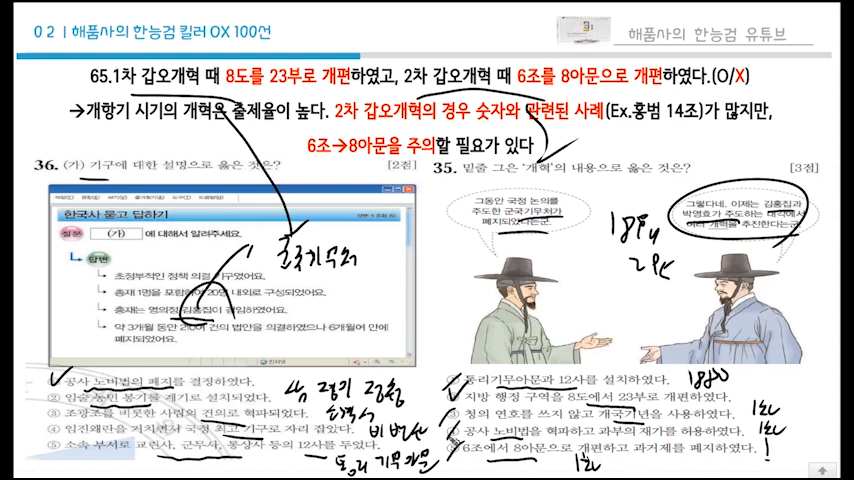 02 | 해품사의 한능검 킬러 OX 100선
해품사의 한능검 유튜브
65.1차 갑오개혁 때 8도를 23부로 개편하였고, 2차 갑오개혁 때 6조를 8아문으로 개편하였다.(O/X)
→개항기 시기의 개혁은 출제율이 높다. 2차 갑오개혁의 경우 숫자와 관련된 사례(Ex.홍범 14조)가 많지만,
6조→8아문을 주의할 필요가 있다
36. (가) 기구에 대한 설명으로 옳은 것은? [2점]
한국사 묻고 답하기
질문 (가) 에 대해서 알려주세요.
답변
초정부적인 정책 의결 기구였어요.
총재 1명을 포함하여 20명 내외로 구성되었어요.
총재는 영의정 김홍집이 겸임하였어요.
약 3개월 동안 210여 건의 법안을 의결하였으나 6개월여 만에
폐지되었어요.
군국기무처
① 공사 노비법의 폐지를 결정하였다.
② 임술 농민 봉기를 계기로 설치되었다.
③ 조광조를 비롯한 사림의 건의로 혁파되었다.
④ 임진왜란을 거치면서 국정 최고 기구로 자리 잡았다.
⑤ 소속 부서로 교린사, 군무사, 통상사 등의 12사를 두었다.
삼정이정청
소격서
비변사
통리기무아문
35. 밑줄 그은 '개혁'의 내용으로 옳은 것은? [3점]
그동안 국정 논의를
주도한 군국기무처가
폐지되었다는군.
그렇다네. 이제는 김홍집과
박영효가 주도하는 내각에서
여러 개혁을 추진한다는군.
1894
2차
① 통리기무아문과 12사를 설치하였다. 1880
② 지방 행정 구역을 8도에서 23부로 개편하였다.
③ 청의 연호를 쓰지 않고 개국기년을 사용하였다. 1차
④ 공사 노비법을 혁파하고 과부의 재가를 허용하였다. 1차
⑤ 6조에서 8아문으로 개편하고 과거제를 폐지하였다. !
1차